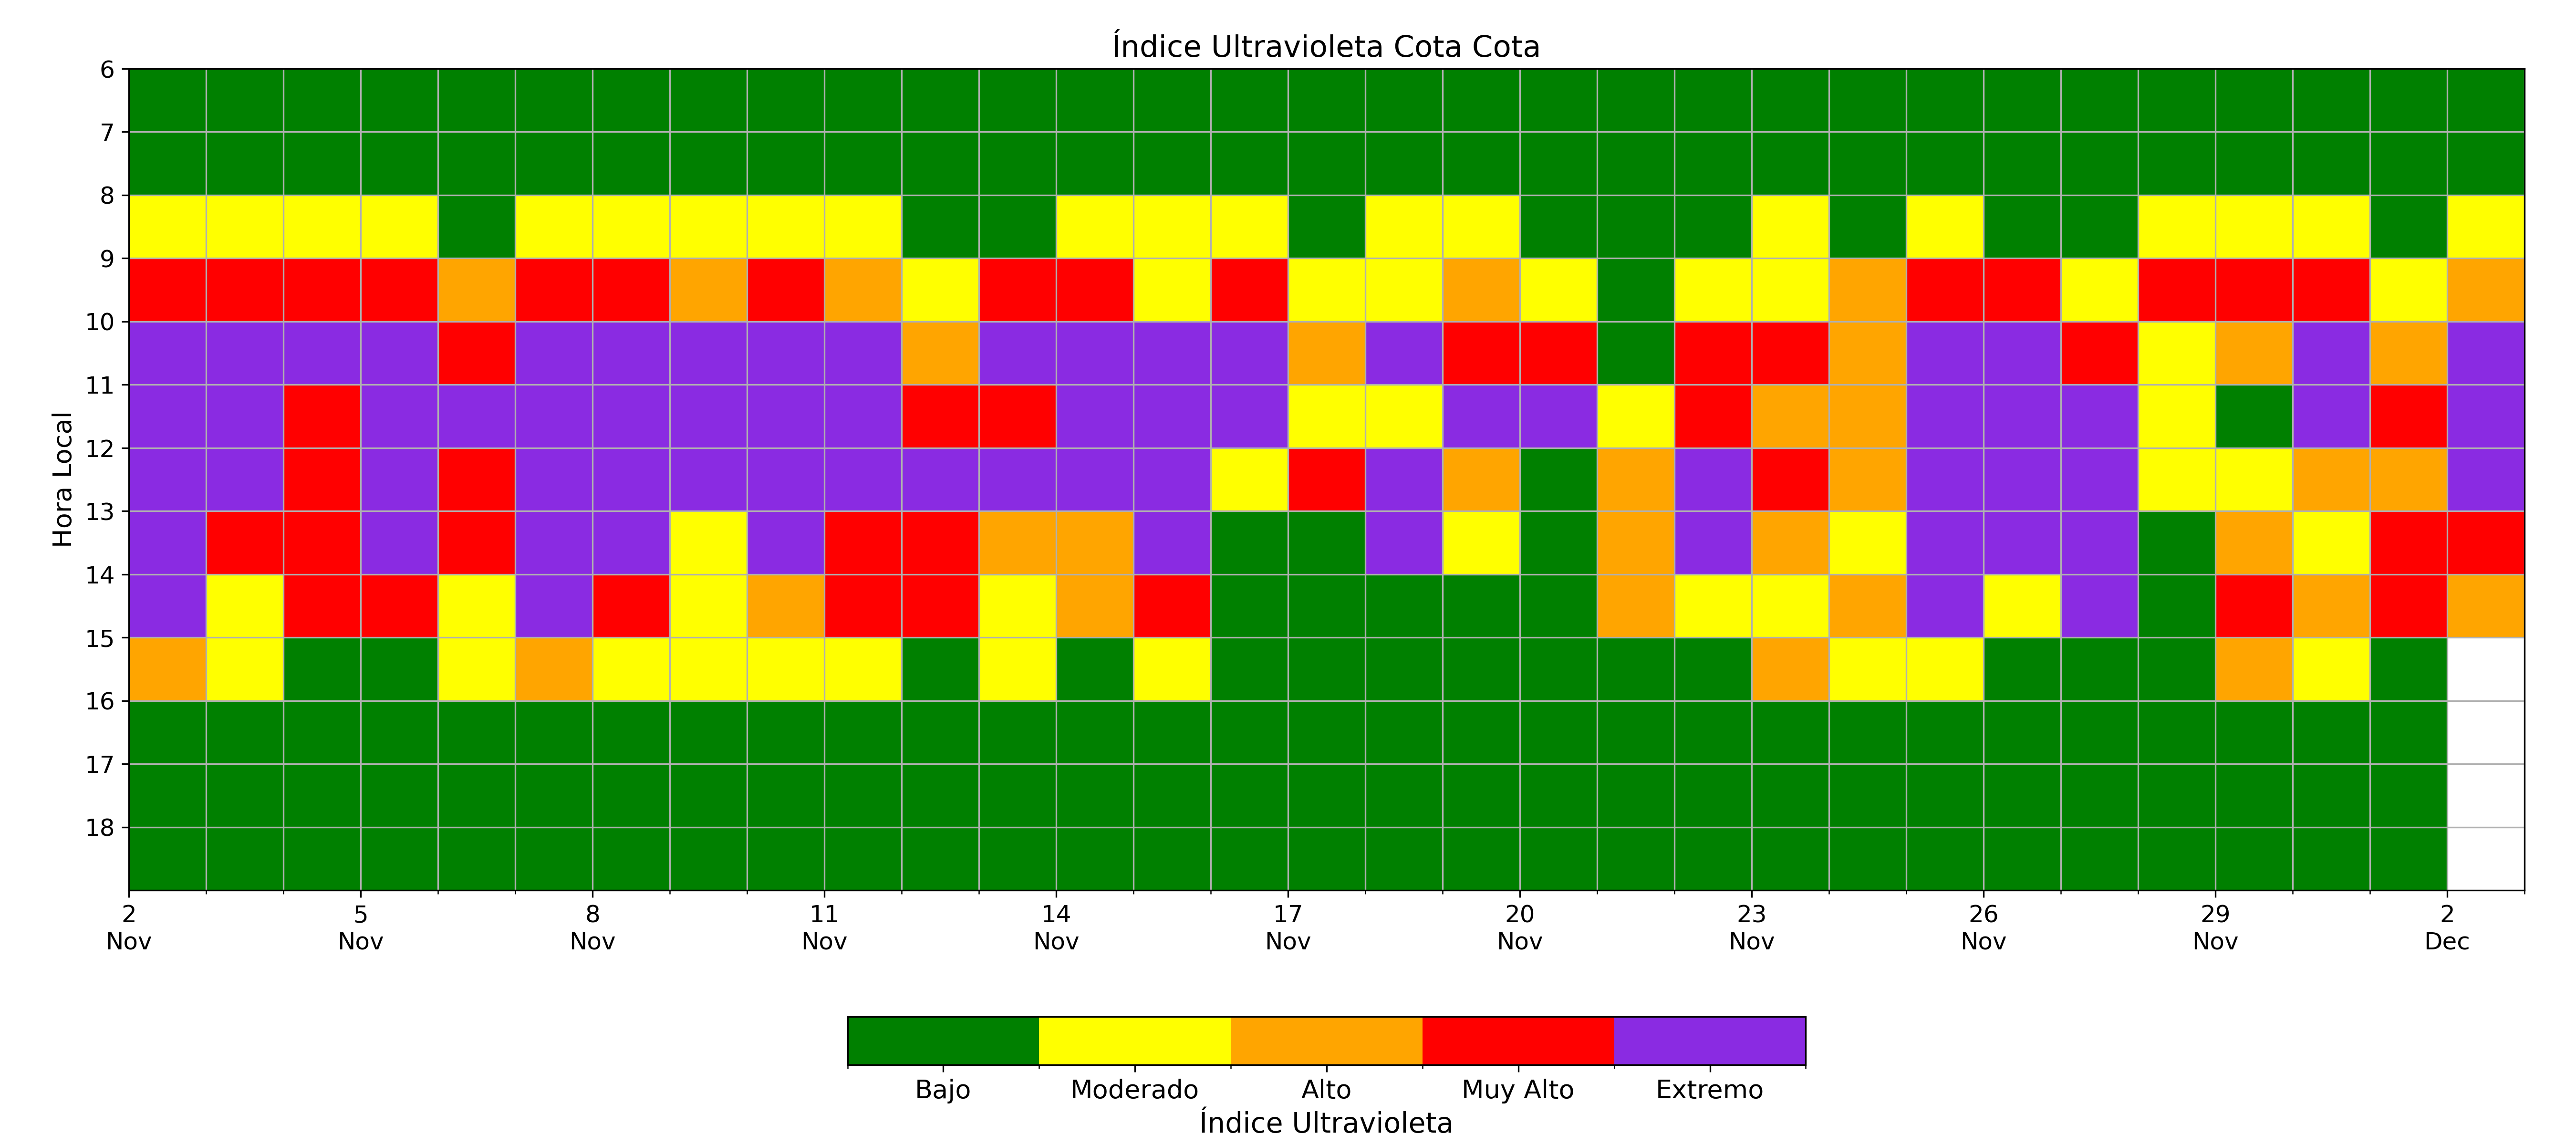 Índice Ultravioleta Cota Cota
Hora Local
6
7
8
9
10
11
12
13
14
15
16
17
18
2 5 8 11 14 17 20 23 26 29 2
Nov Nov Nov Nov Nov Nov Nov Nov Nov Nov Dec
Bajo Moderado Alto Muy Alto Extremo
Índice Ultravioleta